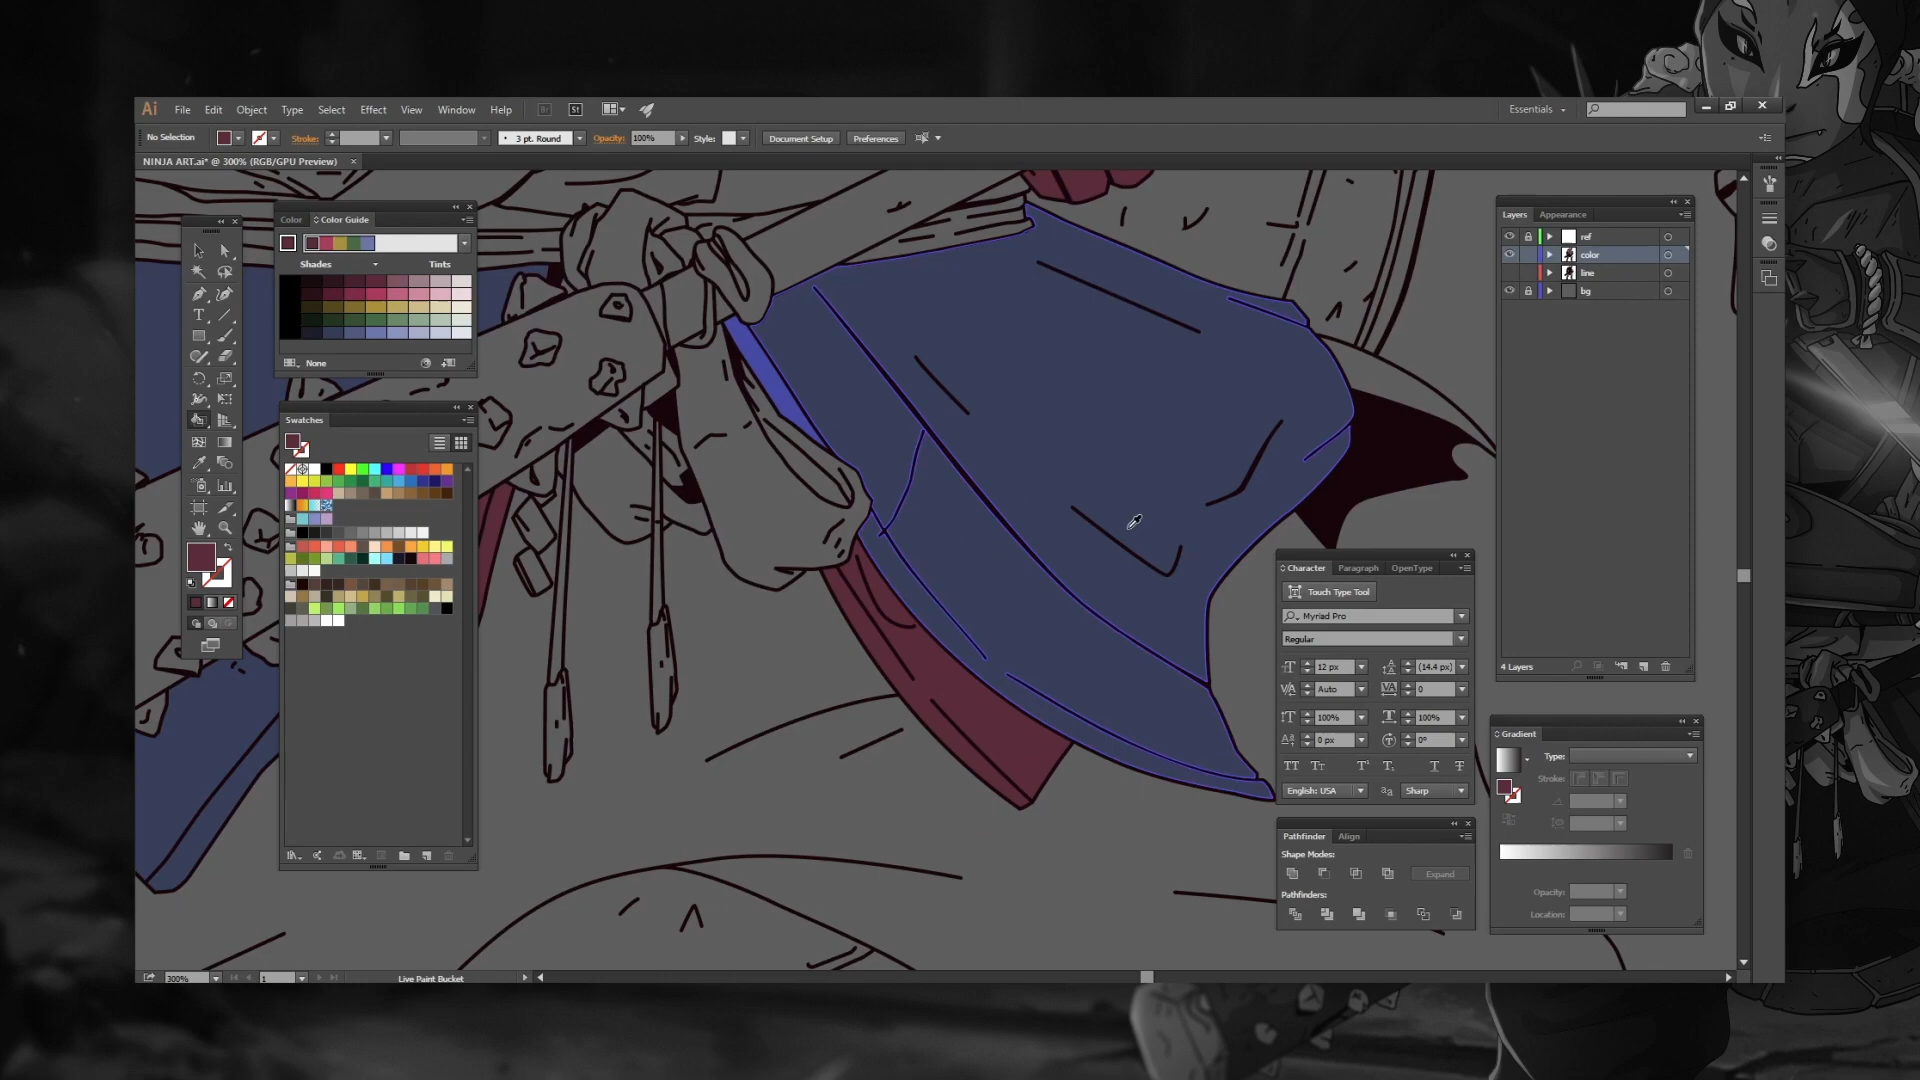 Ai File Edit Object Type Select Effect View Window Help Br St Essentials
No Selection Stroke: 3 pt. Round Opacity: 100% Style: Document Setup Preferences
NINJA ART.ai* @ 300% (RGB/GPU Preview)
Color Color Guide
Shades Tints
None
Swatches
Layers Appearance
ref
color
line
bg
4 Layers
Character Paragraph OpenType
Touch Type Tool
Myriad Pro
Regular
12 px (14.4 px)
Auto 0
100% 100%
0 px 0°
English: USA Sharp
Pathfinder Align
Shape Modes:
Expand
Pathfinders:
Gradient
Type:
Stroke:
Opacity:
Location:
300% 1 Live Paint Bucket